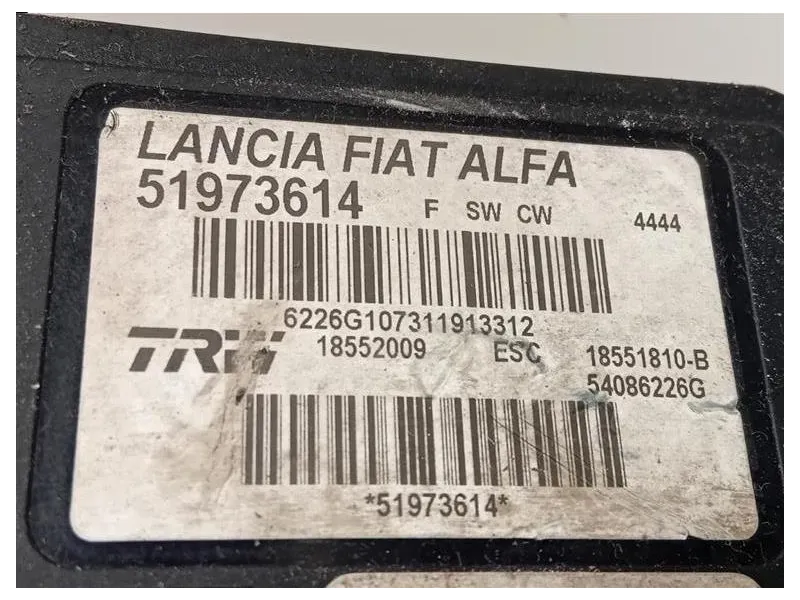 LANCIA FIAT ALFA
51973614 F SW CW 4444
6226G107311913312
TRW 18552009 ESC 18551810-B
54086226G
*51973614*